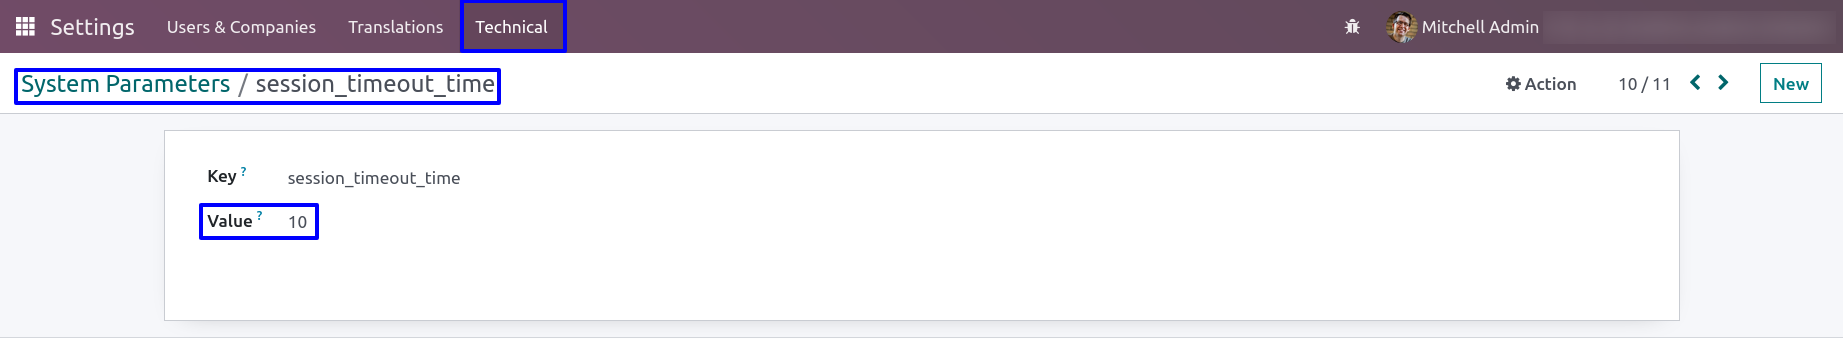 Settings Users & Companies Translations Technical Mitchell Admin
System Parameters / session_timeout_time Action 10 / 11 New
Key ? session_timeout_time
Value ? 10